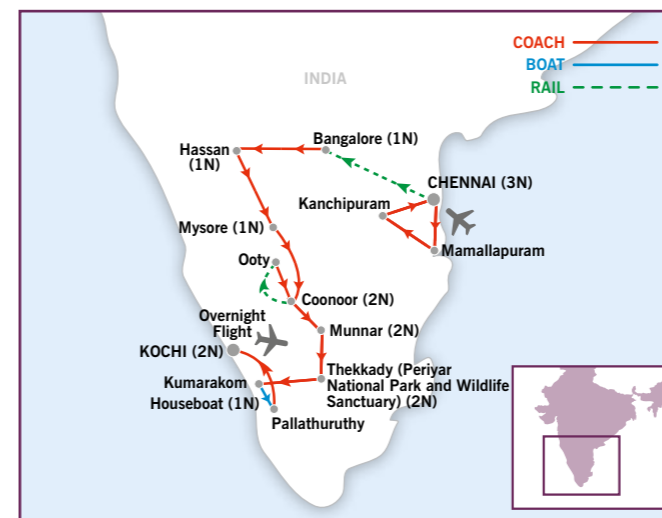 COACH
BOAT
RAIL
INDIA
Bangalore (1N)
Hassan
(1N)
CHENNAI (3N)
Kanchipuram
Mysore (1N)
Mamallapuram
Ooty
Coonoor (2N)
Overnight
Flight
Munnar (2N)
KOCHI (2N)
Thekkady (Periyar
National Park and Wildlife
Sanctuary) (2N)
Kumarakom
Houseboat (1N)
Pallathuruthy